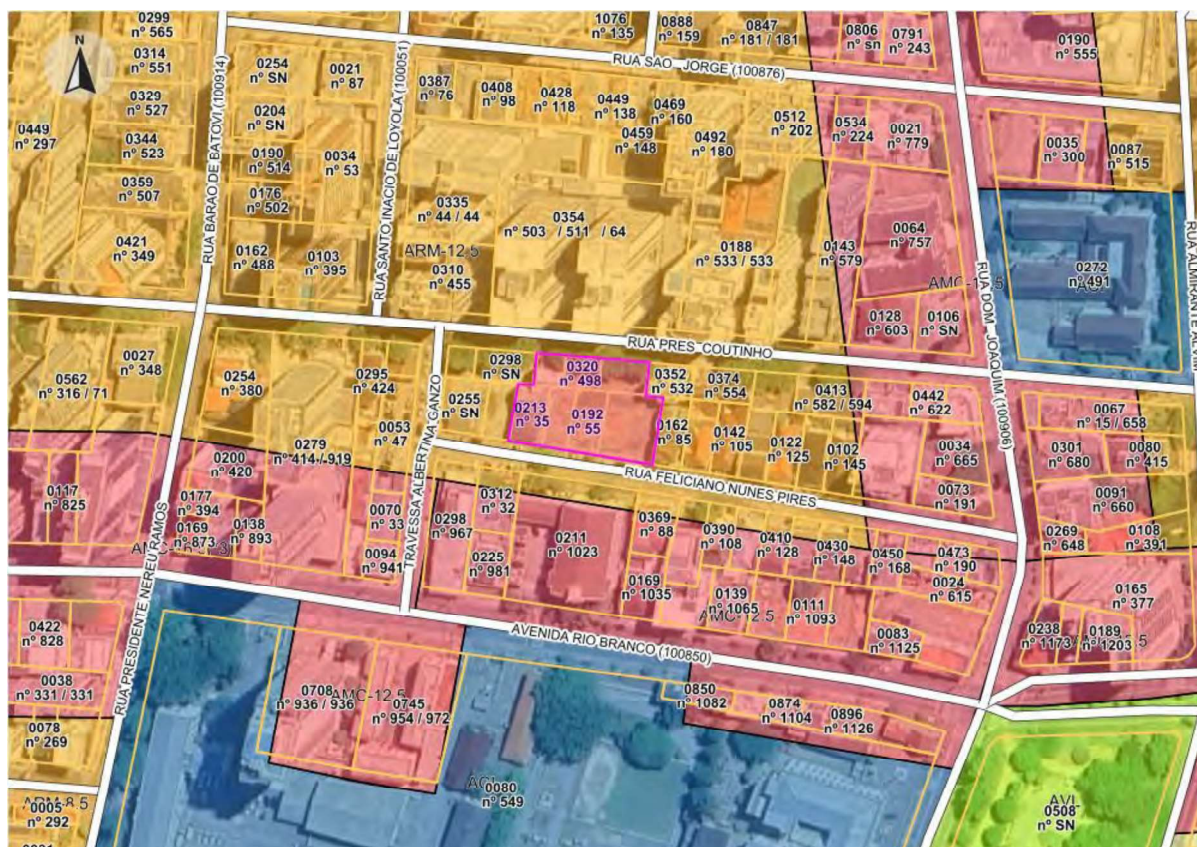 0299
nº 565
1076
nº 135
0888
nº 159
0847
nº 181 / 181
0806
nº sn
0791
nº 243
0190
nº 555
N
0314
nº 551
0254
nº SN
0021
nº 87
RUA SAO JORGE (100876)
0329
nº 527
0387
nº 76
0408
nº 98
0428
nº 118
0449
nº 138
0469
nº 160
0512
nº 202
0534
nº 224
0021
nº 779
0204
nº SN
0449
nº 297
0344
nº 523
0459
nº 148
0492
nº 180
0035
nº 300
0087
nº 515
0190
nº 514
0034
nº 53
0359
nº 507
0176
nº 502
RUA BARAO DE BATOVI (100914)
RUA SANTO INACIO DE LOYOLA (100051)
0335
nº 44 / 44
0354
nº 503 / 511 / 64
0064
nº 757
0421
nº 349
0162
nº 488
0103
nº 395
ARM-12.5
0310
nº 455
0188
nº 533 / 533
0143
nº 579
0272
nº 491
0128
nº 603
0106
nº SN
RUA DOM JOAQUIM (100906)
RUA PRES COUTINHO
0027
nº 348
0298
nº SN
0320
nº 498
0352
nº 532
0374
nº 554
0413
nº 582 / 594
0442
nº 622
0562
nº 316 / 71
0254
nº 380
0295
nº 424
0255
nº SN
0213
nº 35
0192
nº 55
0067
nº 15 / 658
TRAVESSA ALBERTINA GANZO
0053
nº 47
0279
nº 414 / 919
0162
nº 85
0142
nº 105
0122
nº 125
0102
nº 145
0034
nº 665
0301
nº 680
0080
nº 415
0200
nº 420
RUA FELICIANO NUNES PIRES
0073
nº 191
0117
nº 825
0177
nº 394
0312
nº 32
0091
nº 660
0169
nº 873
0138
nº 893
0070
nº 33
0298
nº 967
0211
nº 1023
0369
nº 88
0390
nº 108
0410
nº 128
0430
nº 148
0450
nº 168
0473
nº 190
0269
nº 648
0108
nº 391
0094
nº 941
0225
nº 981
0169
nº 1035
0139
nº 1065
0111
nº 1093
0024
nº 615
0165
nº 377
AMC-12.5
RUA PRESIDENTE NEREU RAMOS
0422
nº 828
AVENIDA RIO BRANCO (100850)
0083
nº 1125
0238
nº 1173
0189
nº 1203
0038
nº 331 / 331
0708
nº 936 / 936
AMC-12.5
0745
nº 954 / 972
0850
nº 1082
0874
nº 1104
0896
nº 1126
0078
nº 269
0005
nº 292
0080
nº 549
AVL
0508
nº SN